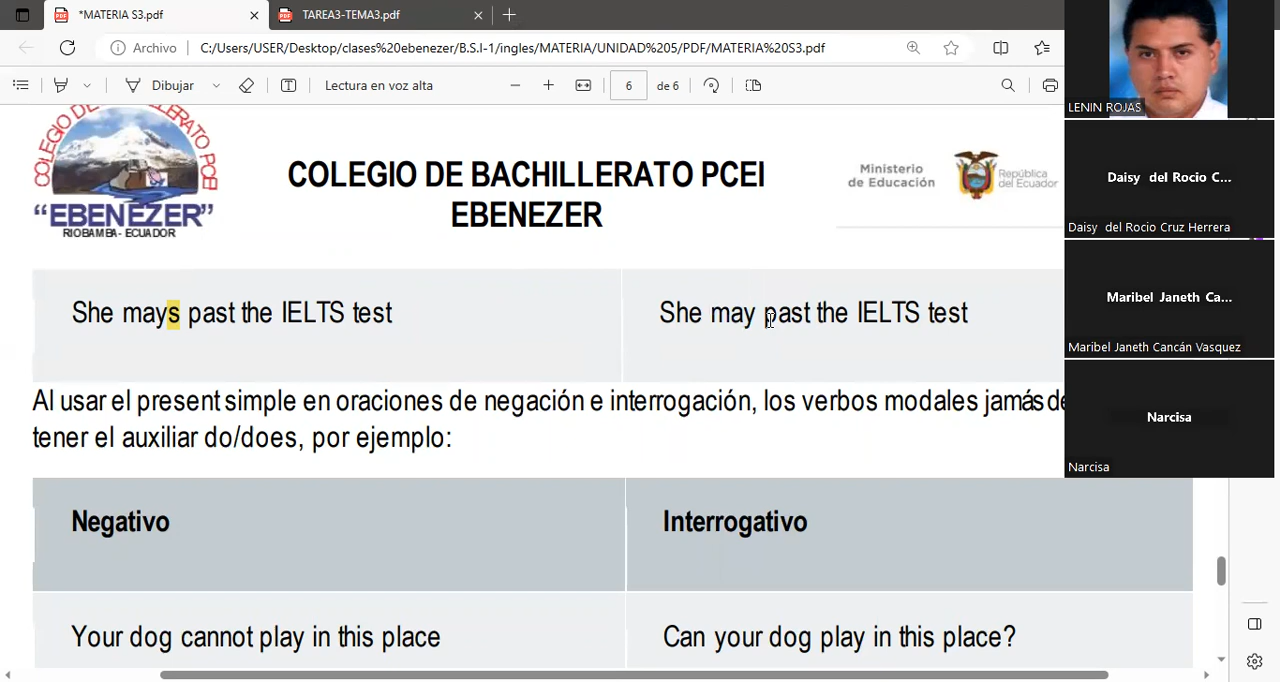 *MATERIA S3.pdf
TAREA3-TEMA3.pdf
Archivo
C:/Users/USER/Desktop/clases%20ebenezer/B.S.I-1/ingles/MATERIA/UNIDAD%205/PDF/MATERIA%20S3.pdf
Dibujar
Lectura en voz alta
6
de 6
COLEGIO DE BACHILLERATO PCEI
"EBENEZER"
RIOBAMBA - ECUADOR
COLEGIO DE BACHILLERATO PCEI
EBENEZER
Ministerio
de Educación
República
del Ecuador
She mays past the IELTS test
She may past the IELTS test
Al usar el present simple en oraciones de negación e interrogación, los verbos modales jamás de
tener el auxiliar do/does, por ejemplo:
Negativo
Interrogativo
Your dog cannot play in this place
Can your dog play in this place?
LENIN ROJAS
Daisy del Rocio C...
Daisy del Rocio Cruz Herrera
Maribel Janeth Ca...
Maribel Janeth Cancán Vasquez
Narcisa
Narcisa